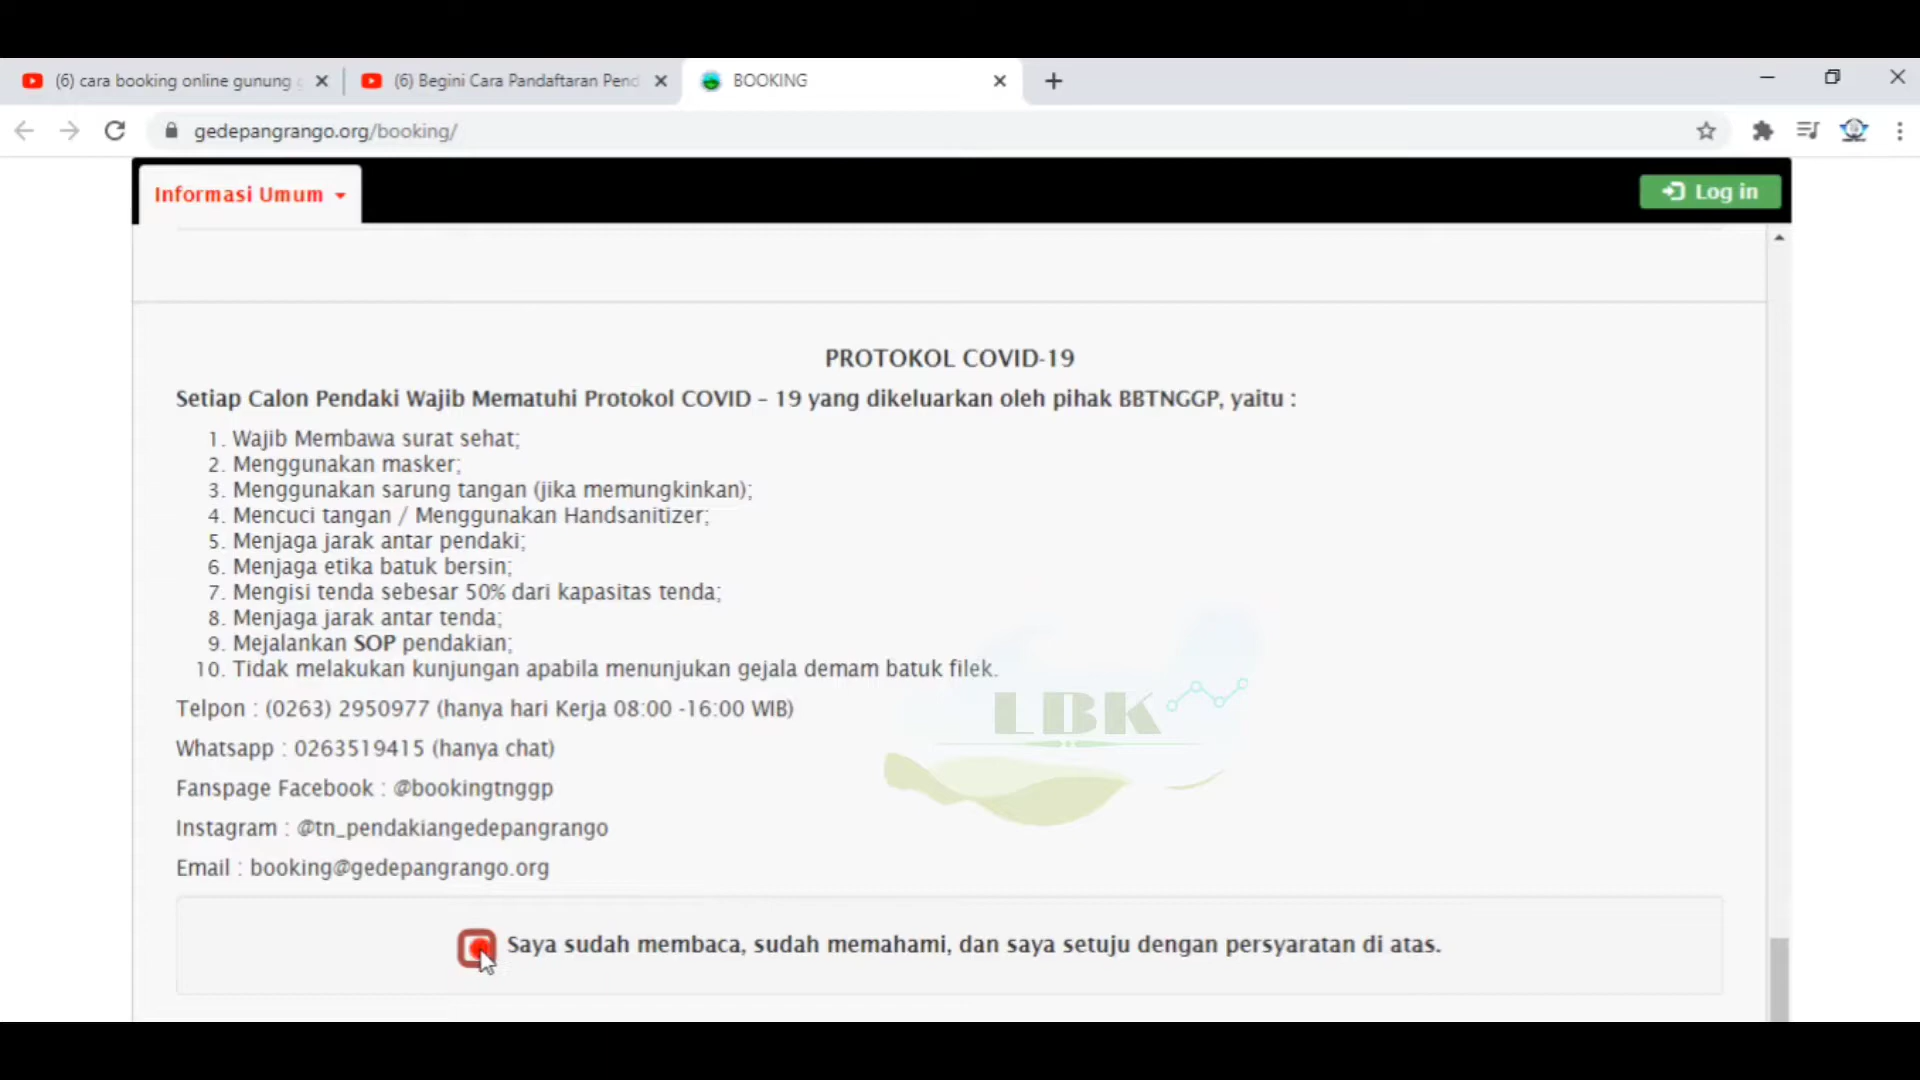 (6) cara booking online gunung
(6) Begini Cara Pandaftaran Pend
BOOKING
gedepangrango.org/booking/
Informasi Umum
Log in
PROTOKOL COVID-19
Setiap Calon Pendaki Wajib Mematuhi Protokol COVID – 19 yang dikeluarkan oleh pihak BBTNGGP, yaitu :
1. Wajib Membawa surat sehat;
2. Menggunakan masker;
3. Menggunakan sarung tangan (jika memungkinkan);
4. Mencuci tangan / Menggunakan Handsanitizer;
5. Menjaga jarak antar pendaki;
6. Menjaga etika batuk bersin;
7. Mengisi tenda sebesar 50% dari kapasitas tenda;
8. Menjaga jarak antar tenda;
9. Mejalankan SOP pendakian;
10. Tidak melakukan kunjungan apabila menunjukan gejala demam batuk filek.
Telpon : (0263) 2950977 (hanya hari Kerja 08:00 -16:00 WIB)
LBK
Whatsapp : 0263519415 (hanya chat)
Fanspage Facebook : @bookingtnggp
Instagram : @tn_pendakiangedepangrango
Email : booking@gedepangrango.org
Saya sudah membaca, sudah memahami, dan saya setuju dengan persyaratan di atas.